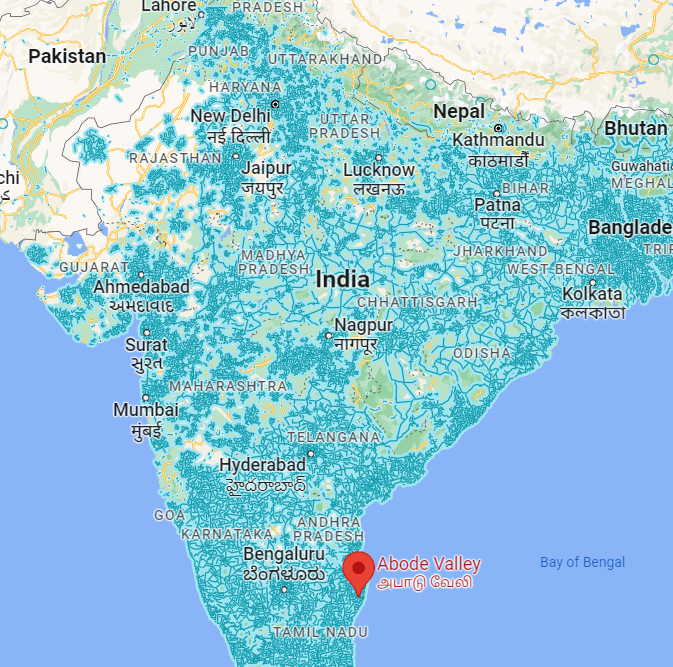 PRADESH
Lahore
لاہور
PUNJAB
UTTARAKHAND
Pakistan
HARYANA
New Delhi
नई दिल्ली
UTTAR
PRADESH
Nepal
Kathmandu
काठमाडौँ
Bhutan
RAJASTHAN
Jaipur
जयपुर
Lucknow
लखनऊ
Guwahati
MEGHAL
chi
BIHAR
Patna
पटना
Banglade
TRIP
GUJARAT
Ahmedabad
અમદાવાદ
MADHYA
PRADESH
India
JHARKHAND
WEST BENGAL
Kolkata
কলকাতা
CHHATTISGARH
Surat
સુરત
Nagpur
नागपूर
ODISHA
MAHARASHTRA
Mumbai
मुंबई
TELANGANA
Hyderabad
హైదరాబాద్
GOA
KARNATAKA
ANDHRA
PRADESH
Bengaluru
ಬೆಂಗಳೂರು
Abode Valley
அபாடு வேலி
Bay of Bengal
TAMIL NADU